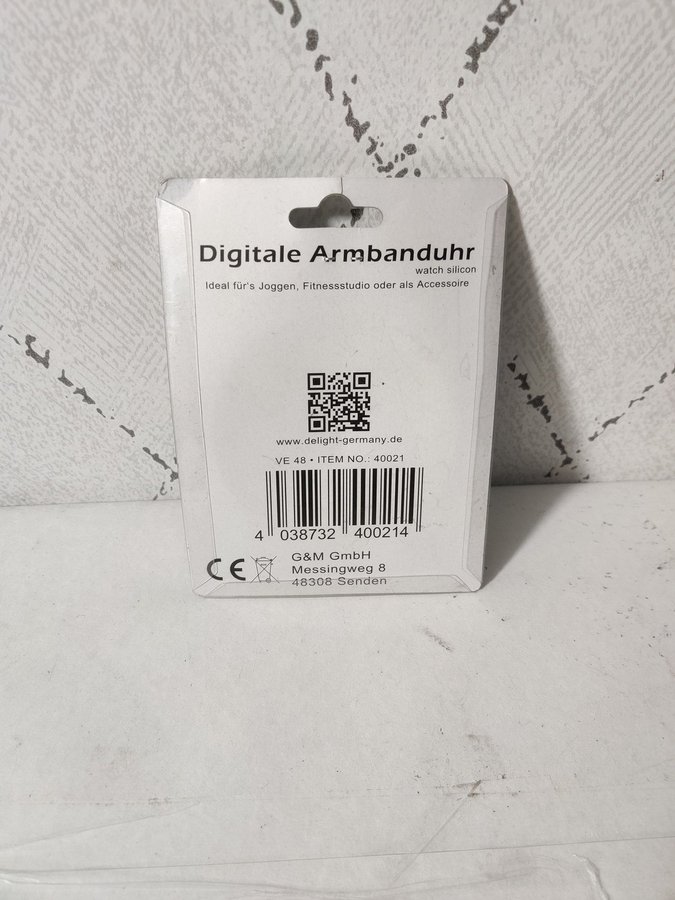 Digitale Armbanduhr
watch silicon
Ideal für's Joggen, Fitnessstudio oder als Accessoire
www.delight-germany.de
VE 48 • ITEM NO.: 40021
4 038732 400214
CE
G&M GmbH
Messingweg 8
48308 Senden